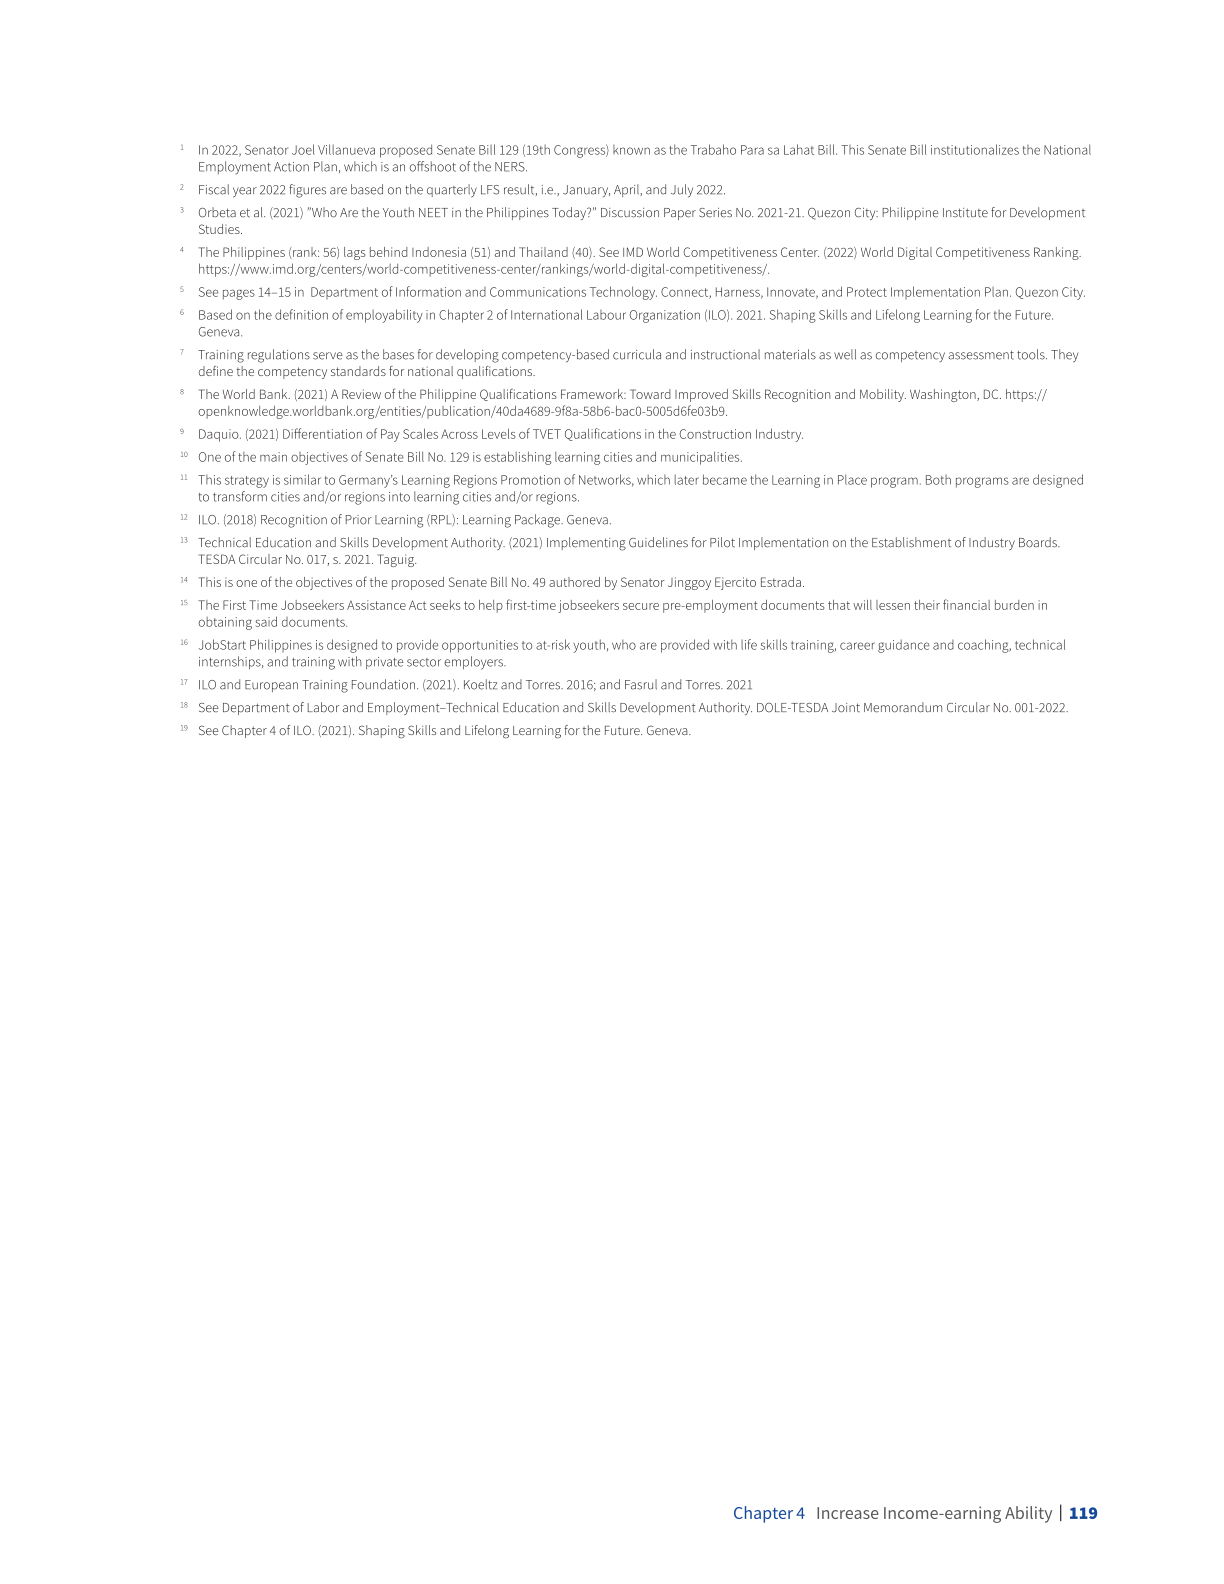 1 In 2022, Senator Joel Villanueva proposed Senate Bill 129 (19th Congress) known as the Trabaho Para sa Lahat Bill. This Senate Bill institutionalizes the National
Employment Action Plan, which is an offshoot of the NERS.
2 Fiscal year 2022 figures are based on the quarterly LFS result, i.e., January, April, and July 2022.
3 Orbeta et al. (2021) "Who Are the Youth NEET in the Philippines Today?" Discussion Paper Series No. 2021-21. Quezon City: Philippine Institute for Development
Studies.
4 The Philippines (rank: 56) lags behind Indonesia (51) and Thailand (40). See IMD World Competitiveness Center. (2022) World Digital Competitiveness Ranking.
https://www.imd.org/centers/world-competitiveness-center/rankings/world-digital-competitiveness/.
5 See pages 14–15 in Department of Information and Communications Technology. Connect, Harness, Innovate, and Protect Implementation Plan. Quezon City.
6 Based on the definition of employability in Chapter 2 of International Labour Organization (ILO). 2021. Shaping Skills and Lifelong Learning for the Future.
Geneva.
7 Training regulations serve as the bases for developing competency-based curricula and instructional materials as well as competency assessment tools. They
define the competency standards for national qualifications.
8 The World Bank. (2021) A Review of the Philippine Qualifications Framework: Toward Improved Skills Recognition and Mobility. Washington, DC. https://
openknowledge.worldbank.org/entities/publication/40da4689-9f8a-58b6-bac0-5005d6fe03b9.
9 Daquio. (2021) Differentiation of Pay Scales Across Levels of TVET Qualifications in the Construction Industry.
10 One of the main objectives of Senate Bill No. 129 is establishing learning cities and municipalities.
11 This strategy is similar to Germany's Learning Regions Promotion of Networks, which later became the Learning in Place program. Both programs are designed
to transform cities and/or regions into learning cities and/or regions.
12 ILO. (2018) Recognition of Prior Learning (RPL): Learning Package. Geneva.
13 Technical Education and Skills Development Authority. (2021) Implementing Guidelines for Pilot Implementation on the Establishment of Industry Boards.
TESDA Circular No. 017, s. 2021. Taguig.
14 This is one of the objectives of the proposed Senate Bill No. 49 authored by Senator Jinggoy Ejercito Estrada.
15 The First Time Jobseekers Assistance Act seeks to help first-time jobseekers secure pre-employment documents that will lessen their financial burden in
obtaining said documents.
16 JobStart Philippines is designed to provide opportunities to at-risk youth, who are provided with life skills training, career guidance and coaching, technical
internships, and training with private sector employers.
17 ILO and European Training Foundation. (2021). Koeltz and Torres. 2016; and Fasrul and Torres. 2021
18 See Department of Labor and Employment–Technical Education and Skills Development Authority. DOLE-TESDA Joint Memorandum Circular No. 001-2022.
19 See Chapter 4 of ILO. (2021). Shaping Skills and Lifelong Learning for the Future. Geneva.
Chapter 4 Increase Income-earning Ability | 119